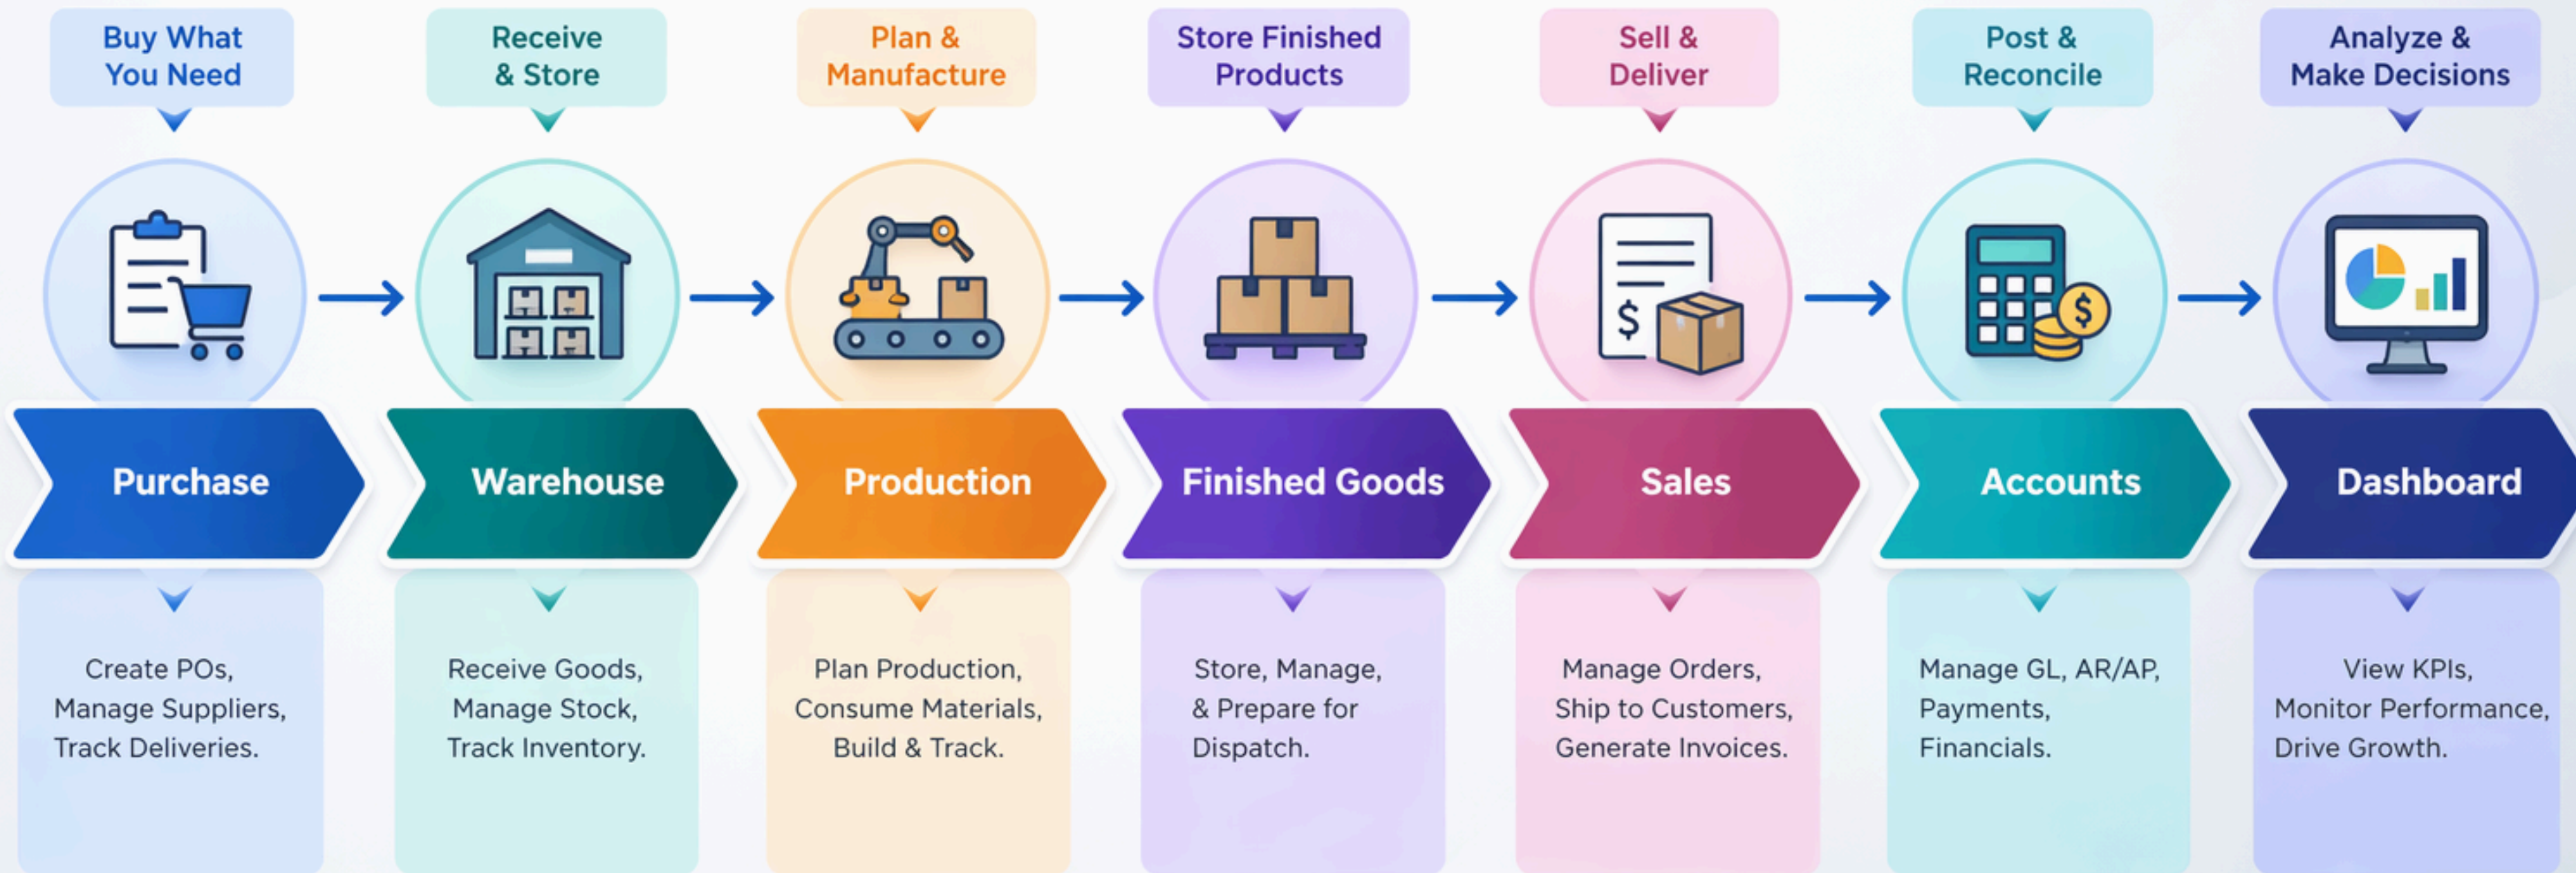 Buy What
You Need
Receive
& Store
Plan &
Manufacture
Store Finished
Products
Sell &
Deliver
Post &
Reconcile
Analyze &
Make Decisions
$
$
Purchase
Warehouse
Production
Finished Goods
Sales
Accounts
Dashboard
Create POs,
Manage Suppliers,
Track Deliveries.
Receive Goods,
Manage Stock,
Track Inventory.
Plan Production,
Consume Materials,
Build & Track.
Store, Manage,
& Prepare for
Dispatch.
Manage Orders,
Ship to Customers,
Generate Invoices.
Manage GL, AR/AP,
Payments,
Financials.
View KPIs,
Monitor Performance,
Drive Growth.